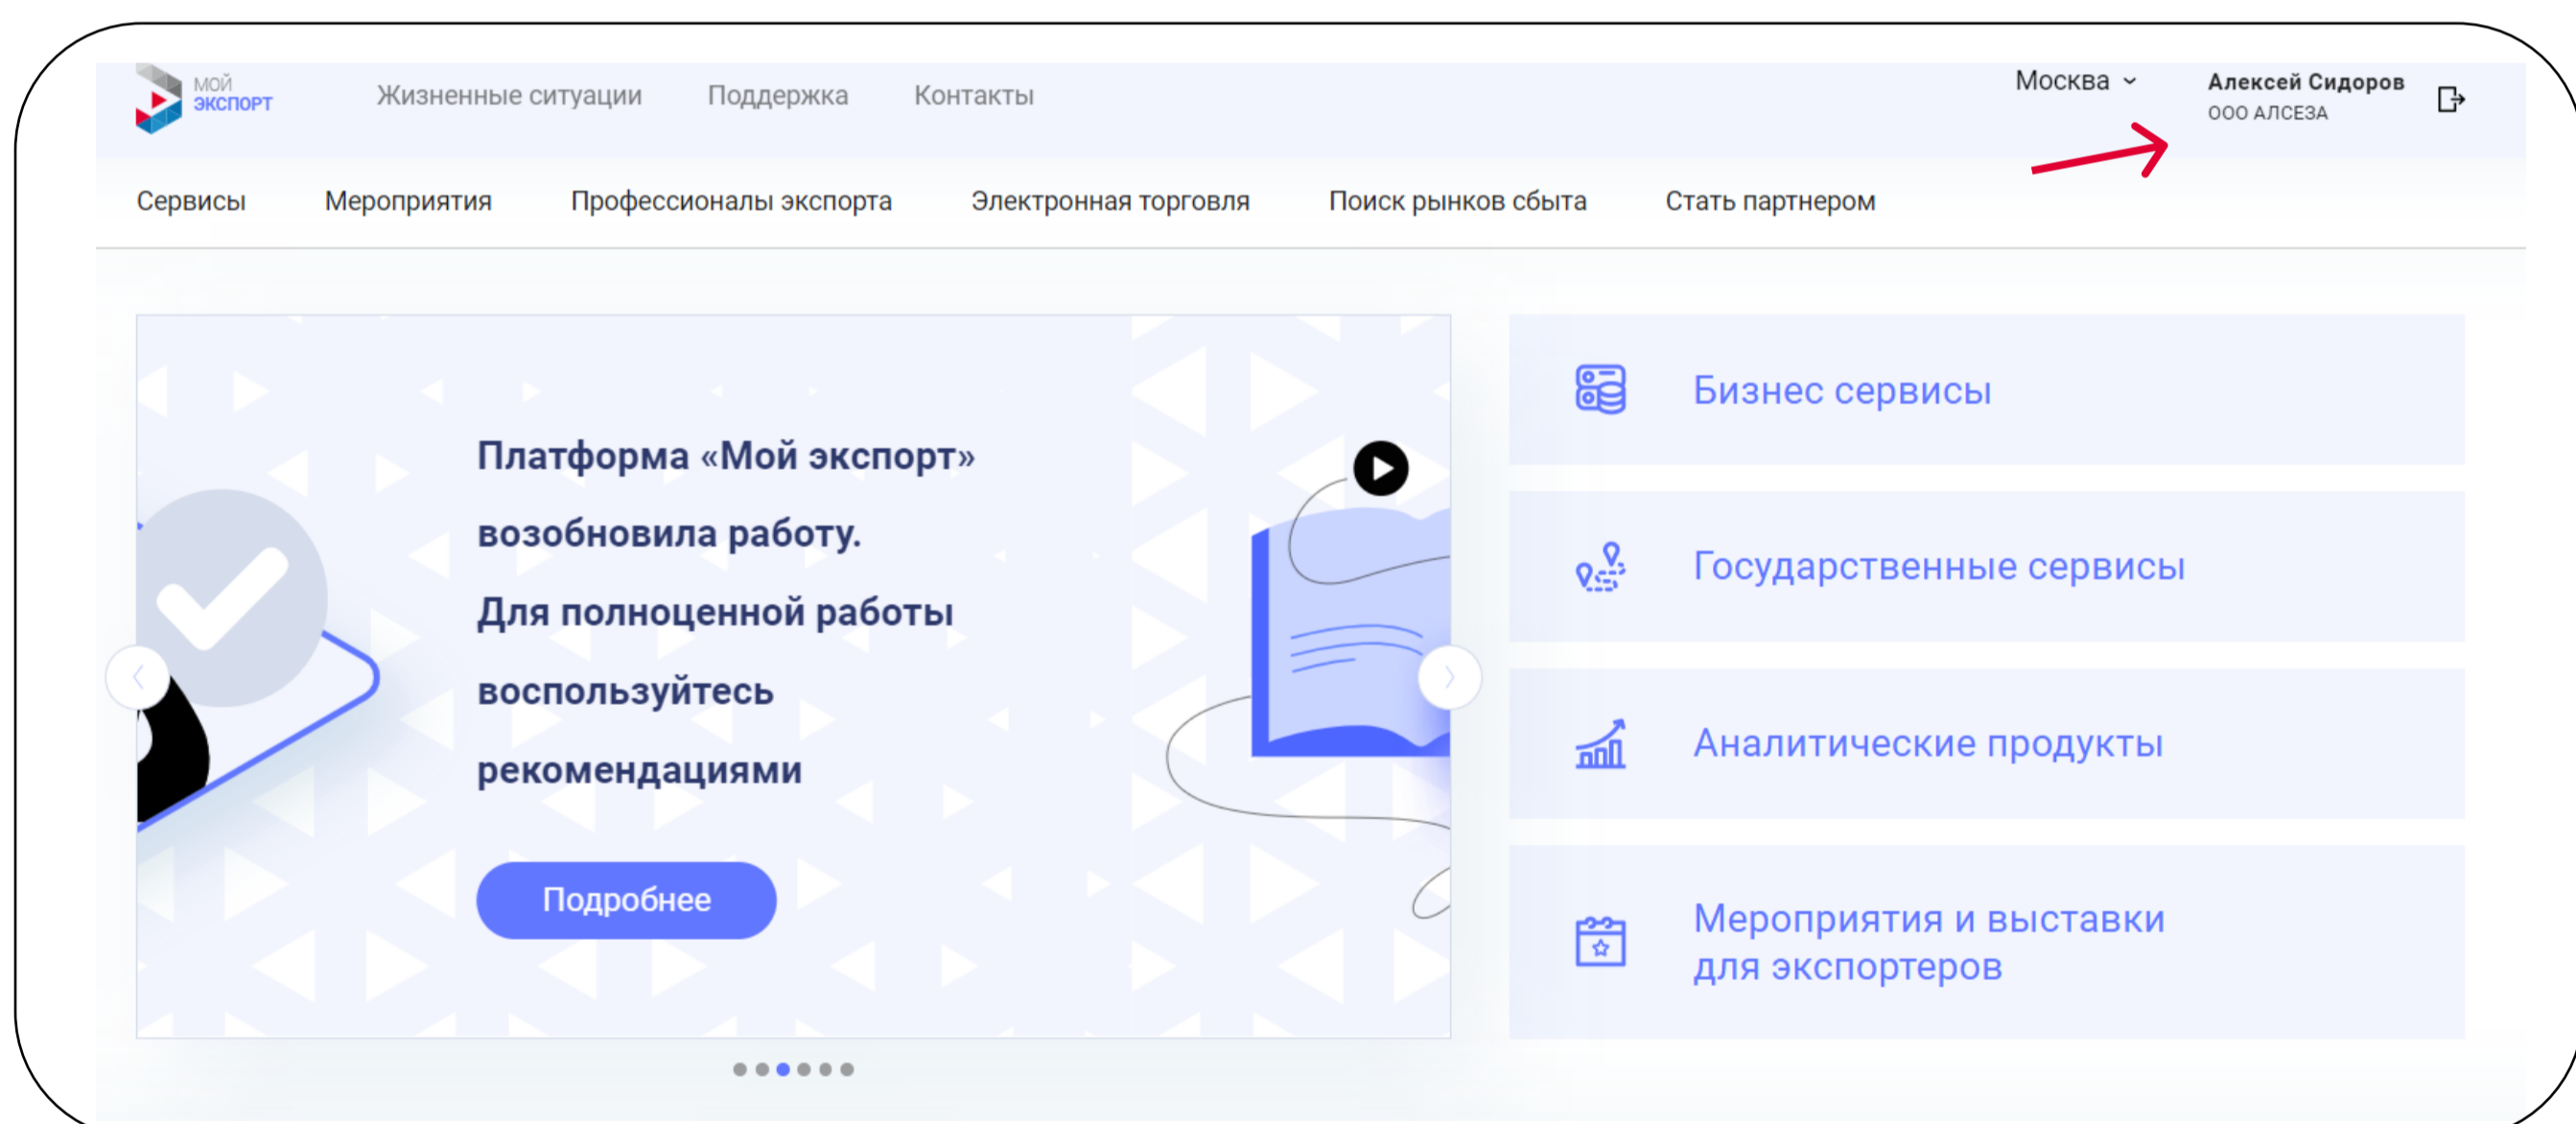 МОЙ
ЭКСПОРТ
Жизненные ситуации
Поддержка
Контакты
Москва
Алексей Сидоров
ООО АЛСЕЗА
Сервисы
Мероприятия
Профессионалы экспорта
Электронная торговля
Поиск рынков сбыта
Стать партнером
Платформа «Мой экспорт»
возобновила работу.
Для полноценной работы
воспользуйтесь
рекомендациями
Подробнее
Бизнес сервисы
Государственные сервисы
Аналитические продукты
Мероприятия и выставки
для экспортеров